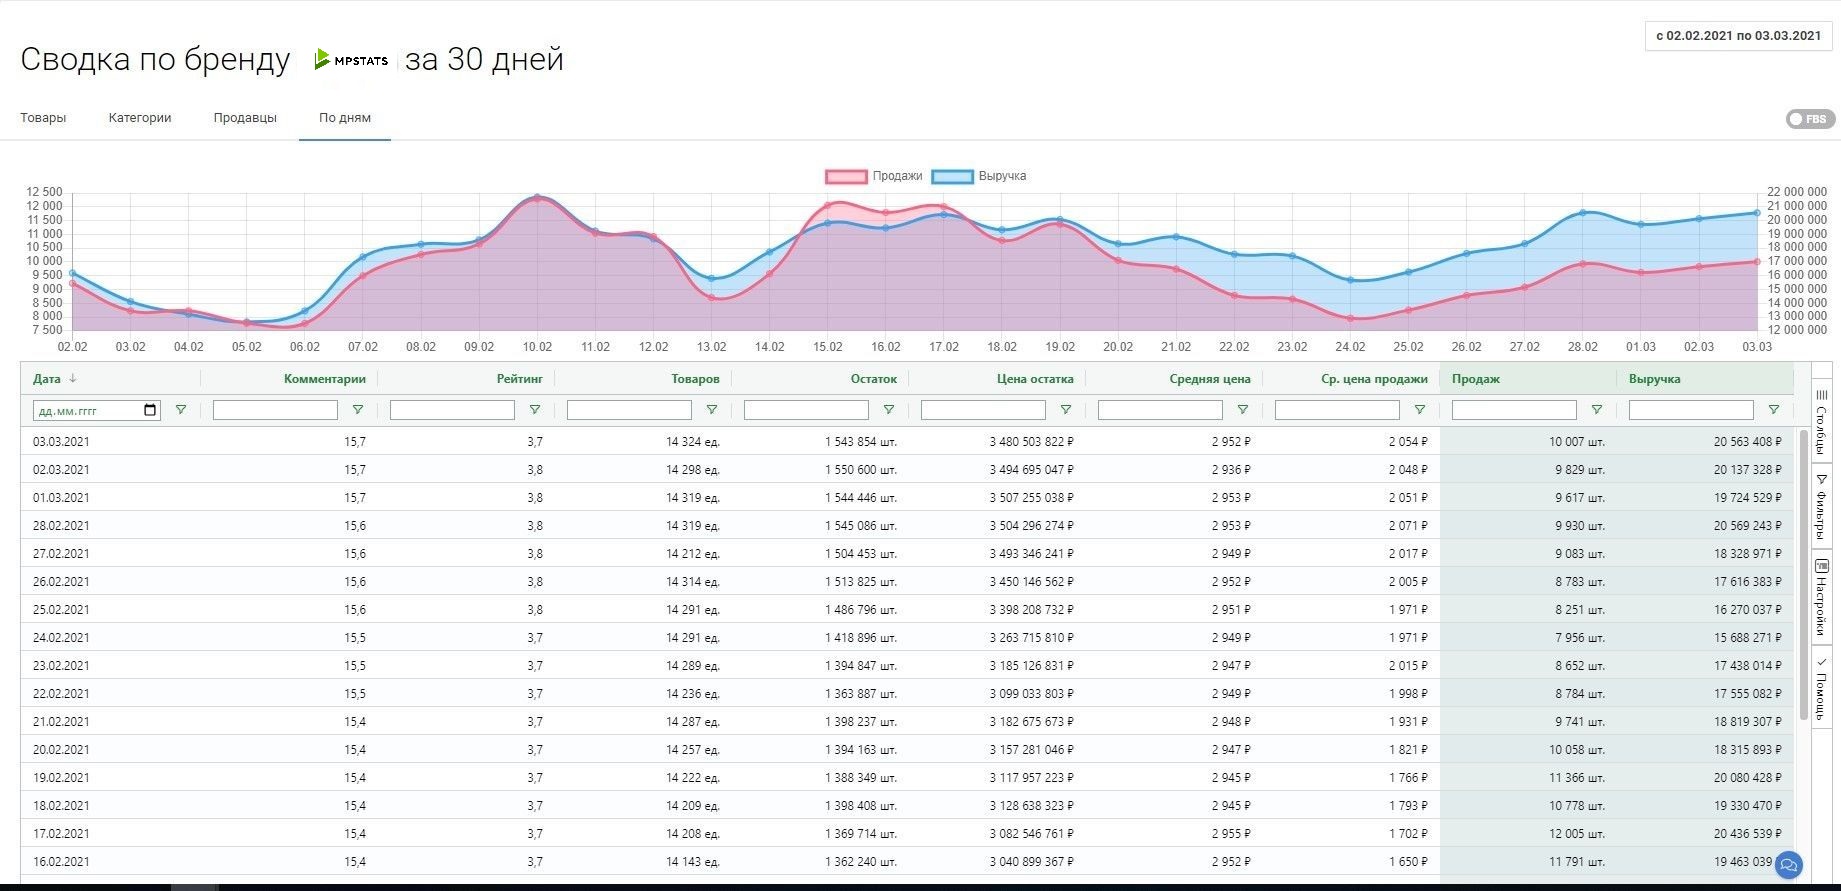 с 02.02.2021 по 03.03.2021
Сводка по бренду MPSTATS за 30 дней
Товары Категории Продавцы По дням
FBS
Продажи Выручка
12 500 22 000 000
12 000 21 000 000
11 500 20 000 000
11 000 19 000 000
10 500 18 000 000
10 000 17 000 000
9 500 16 000 000
9 000 15 000 000
8 500 14 000 000
8 000 13 000 000
7 500 12 000 000
02.02 03.02 04.02 05.02 06.02 07.02 08.02 09.02 10.02 11.02 12.02 13.02 14.02 15.02 16.02 17.02 18.02 19.02 20.02 21.02 22.02 23.02 24.02 25.02 26.02 27.02 28.02 01.03 02.03 03.03
Дата Комментарии Рейтинг Товаров Остаток Цена остатка Средняя цена Ср. цена продажи Продаж Выручка
дд.мм.гггг
03.03.2021 15,7 3,7 14 324 ед. 1 543 854 шт. 3 480 503 822 ₽ 2 952 ₽ 2 054 ₽ 10 007 шт. 20 563 408 ₽
02.03.2021 15,7 3,8 14 298 ед. 1 550 600 шт. 3 494 695 047 ₽ 2 936 ₽ 2 048 ₽ 9 829 шт. 20 137 328 ₽
01.03.2021 15,7 3,8 14 319 ед. 1 544 446 шт. 3 507 255 038 ₽ 2 953 ₽ 2 051 ₽ 9 617 шт. 19 724 529 ₽
28.02.2021 15,6 3,8 14 319 ед. 1 545 086 шт. 3 504 296 274 ₽ 2 953 ₽ 2 071 ₽ 9 930 шт. 20 569 243 ₽
27.02.2021 15,6 3,8 14 212 ед. 1 504 453 шт. 3 493 346 241 ₽ 2 949 ₽ 2 017 ₽ 9 083 шт. 18 328 971 ₽
26.02.2021 15,6 3,8 14 314 ед. 1 513 825 шт. 3 450 146 562 ₽ 2 952 ₽ 2 005 ₽ 8 783 шт. 17 616 383 ₽
25.02.2021 15,6 3,8 14 291 ед. 1 486 796 шт. 3 398 208 732 ₽ 2 951 ₽ 1 971 ₽ 8 251 шт. 16 270 037 ₽
24.02.2021 15,5 3,7 14 291 ед. 1 418 896 шт. 3 263 715 810 ₽ 2 949 ₽ 1 971 ₽ 7 956 шт. 15 688 271 ₽
23.02.2021 15,5 3,7 14 289 ед. 1 394 847 шт. 3 185 126 831 ₽ 2 947 ₽ 2 015 ₽ 8 652 шт. 17 438 014 ₽
22.02.2021 15,5 3,7 14 236 ед. 1 363 887 шт. 3 099 033 803 ₽ 2 949 ₽ 1 998 ₽ 8 784 шт. 17 555 082 ₽
21.02.2021 15,4 3,7 14 287 ед. 1 398 237 шт. 3 182 675 673 ₽ 2 948 ₽ 1 931 ₽ 9 741 шт. 18 819 307 ₽
20.02.2021 15,4 3,7 14 257 ед. 1 394 163 шт. 3 157 281 046 ₽ 2 947 ₽ 1 821 ₽ 10 058 шт. 18 315 893 ₽
19.02.2021 15,4 3,7 14 222 ед. 1 388 349 шт. 3 117 957 223 ₽ 2 945 ₽ 1 766 ₽ 11 366 шт. 20 080 428 ₽
18.02.2021 15,4 3,7 14 209 ед. 1 398 408 шт. 3 128 638 323 ₽ 2 945 ₽ 1 793 ₽ 10 778 шт. 19 330 470 ₽
17.02.2021 15,4 3,7 14 208 ед. 1 369 714 шт. 3 082 546 761 ₽ 2 955 ₽ 1 702 ₽ 12 005 шт. 20 436 539 ₽
16.02.2021 15,4 3,7 14 143 ед. 1 362 240 шт. 3 040 899 367 ₽ 2 952 ₽ 1 650 ₽ 11 791 шт. 19 463 039
Столбцы
Фильтры
Настройки
Помощь